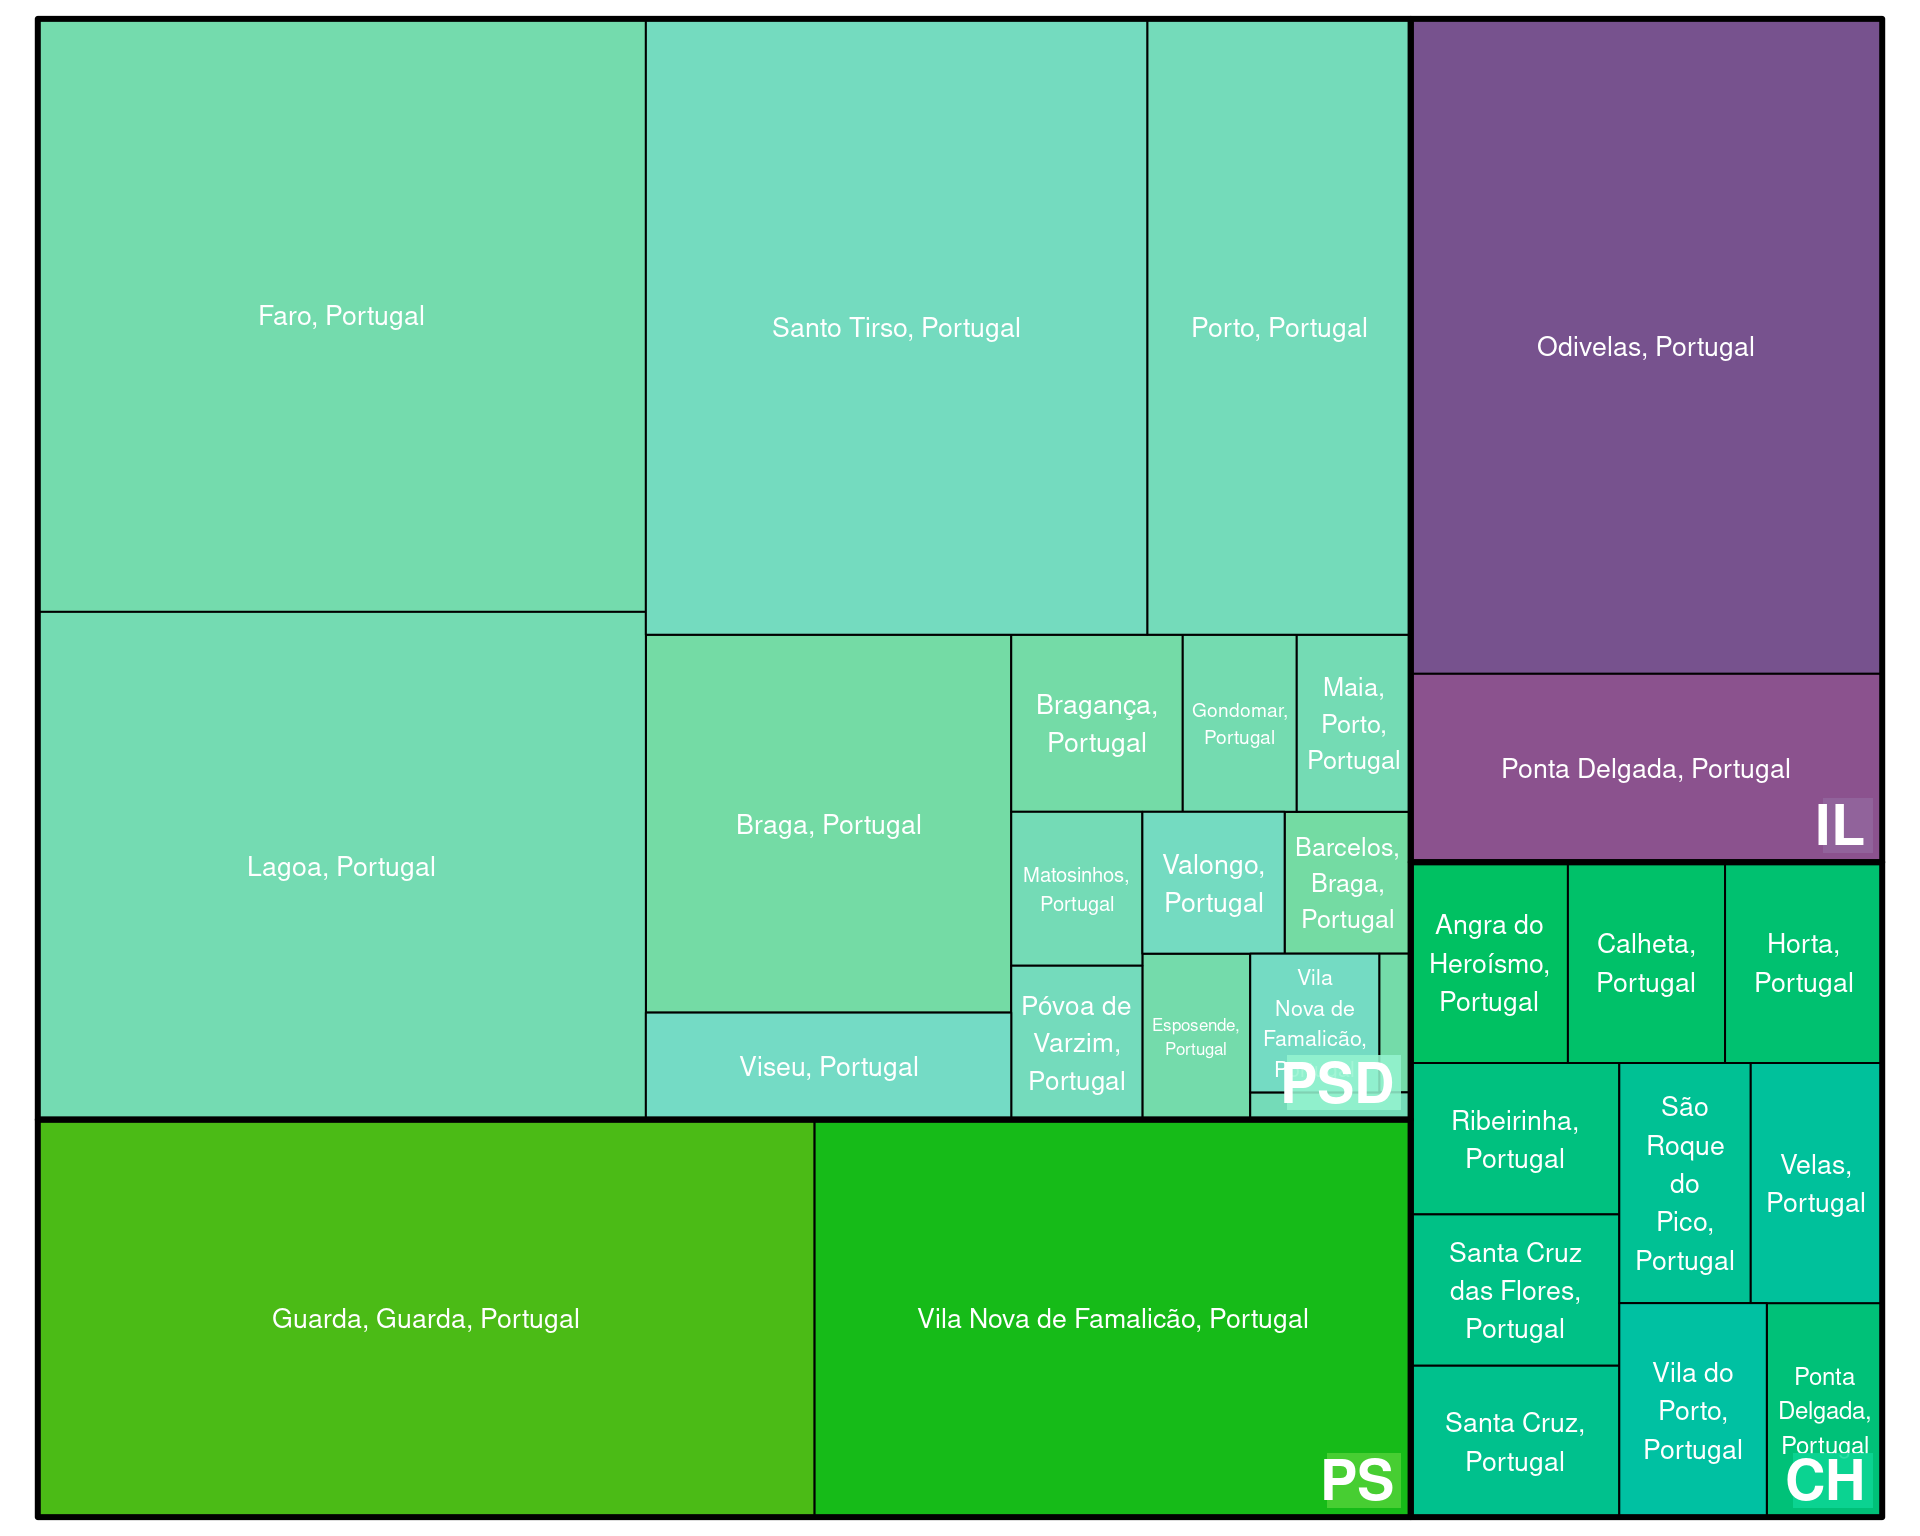 Faro, Portugal
Santo Tirso, Portugal
Porto, Portugal
Odivelas, Portugal
Lagoa, Portugal
Braga, Portugal
Bragança,
Portugal
Gondomar,
Portugal
Maia,
Porto,
Portugal
Ponta Delgada, Portugal
IL
Matosinhos,
Portugal
Valongo,
Portugal
Barcelos,
Braga,
Portugal
Viseu, Portugal
Póvoa de
Varzim,
Portugal
Esposende,
Portugal
Vila
Nova de
Famalicão,
PSD
Angra do
Heroísmo,
Portugal
Calheta,
Portugal
Horta,
Portugal
Ribeirinha,
Portugal
São
Roque
do
Pico,
Portugal
Velas,
Portugal
Santa Cruz
das Flores,
Portugal
Santa Cruz,
Portugal
Vila do
Porto,
Portugal
Ponta
Delgada,
Portugal
CH
Guarda, Guarda, Portugal
Vila Nova de Famalicão, Portugal
PS